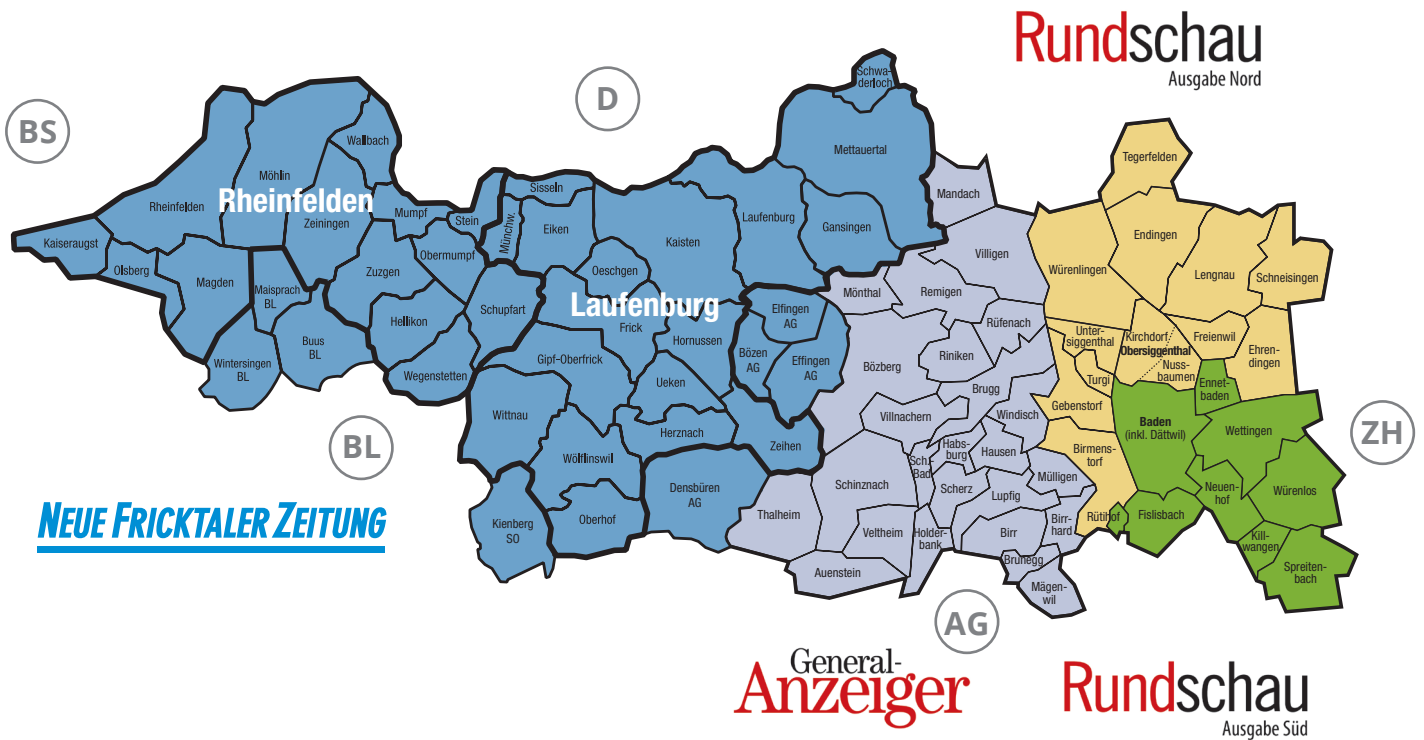 Rundschau
Ausgabe Nord
BS
D
Schwa-
derloch
Wallbach
Mettauertal
Tegerfelden
Möhlin
Rheinfelden
Mandach
Sisseln
Rheinfelden
Zeiningen
Mumpf
Stein
Münchw.
Eiken
Laufenburg
Gansingen
Endingen
Kaiseraugst
Kaisten
Villigen
Obermumpf
Würenlingen
Lengnau
Schneisingen
Olsberg
Magden
Zuzgen
Oeschgen
Maisprach
BL
Mönthal
Remigen
Schupfart
Laufenburg
Elfingen
AG
Hellikon
Frick
Rüfenach
Unter-
siggenthal
Kirchdorf
Obersiggenthal
Nuss-
baumen
Freienwil
Buus
BL
Hornussen
Bözen
AG
Effingen
AG
Riniken
Ehren-
dingen
Wintersingen
BL
Gipf-Oberfrick
Bözberg
Turgi
Ennet-
baden
Wegenstetten
Ueken
Brugg
Wittnau
Villnachern
Windisch
Gebenstorf
Baden
(inkl. Dättwil)
Wettingen
ZH
BL
Herznach
Zeihen
Habs-
burg
Hausen
Birmens-
torf
Wölflinswil
Sch.-
Bad
Densbüren
AG
Schinznach
Scherz
Lupfig
Mülligen
Neuen-
hof
Würenlos
NEUE FRICKTALER ZEITUNG
Kienberg
SO
Oberhof
Thalheim
Veltheim
Holder-
bank
Birr
Birr-
hard
Rütihof
Fislisbach
Kill-
wangen
Auenstein
Brunegg
Mägen-
wil
Spreiten-
bach
AG
General-
Anzeiger
Rundschau
Ausgabe Süd